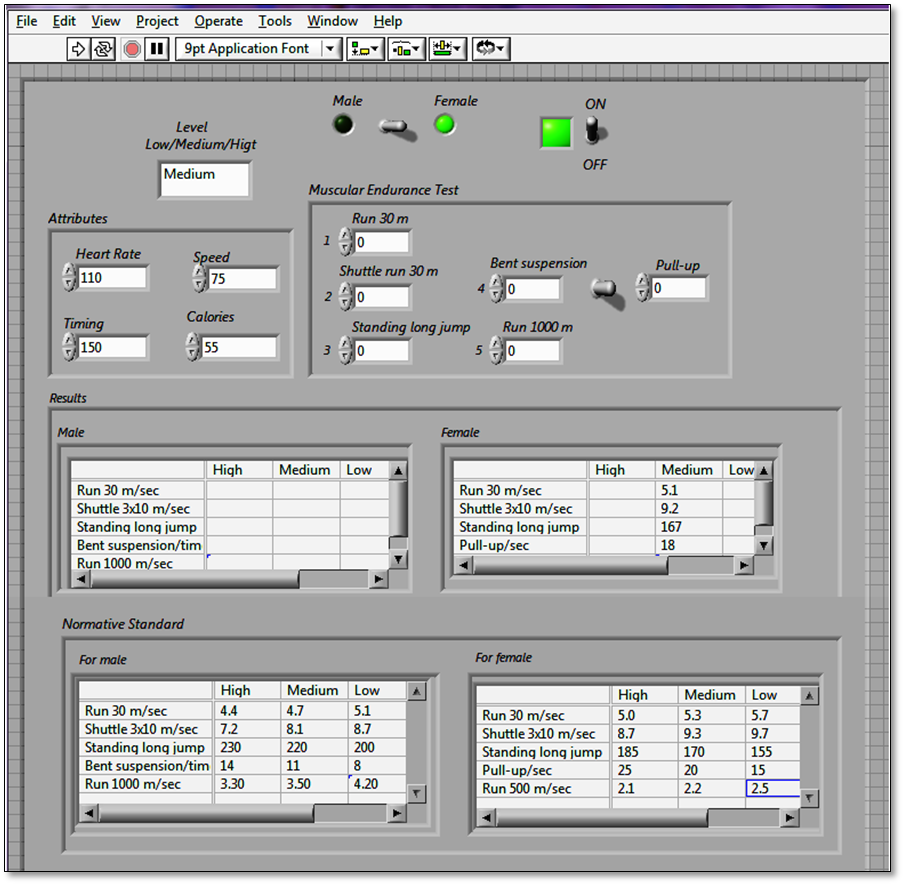 File Edit View Project Operate Tools Window Help
9pt Application Font
Male Female
ON
OFF
Level
Low/Medium/Higt
Medium
Attributes
Heart Rate Speed
110 75
Timing Calories
150 55
Muscular Endurance Test
Run 30 m
1 0
Shuttle run 30 m
2 0
Standing long jump
3 0
Bent suspension
4 0
Pull-up
0
Run 1000 m
5 0
Results
Male
High Medium Low
Run 30 m/sec
Shuttle 3x10 m/sec
Standing long jump
Bent suspension/tim
Run 1000 m/sec
Female
High Medium Low
Run 30 m/sec 5.1
Shuttle 3x10 m/sec 9.2
Standing long jump 167
Pull-up/sec 18
Normative Standard
For male
High Medium Low
Run 30 m/sec 4.4 4.7 5.1
Shuttle 3x10 m/sec 7.2 8.1 8.7
Standing long jump 230 220 200
Bent suspension/tim 14 11 8
Run 1000 m/sec 3.30 3.50 4.20
For female
High Medium Low
Run 30 m/sec 5.0 5.3 5.7
Shuttle 3x10 m/sec 8.7 9.3 9.7
Standing long jump 185 170 155
Pull-up/sec 25 20 15
Run 500 m/sec 2.1 2.2 2.5